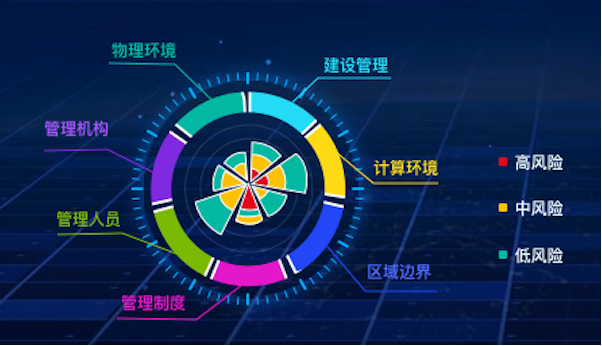 物理环境
建设管理
管理机构
计算环境
高风险
管理人员
中风险
区域边界
低风险
管理制度